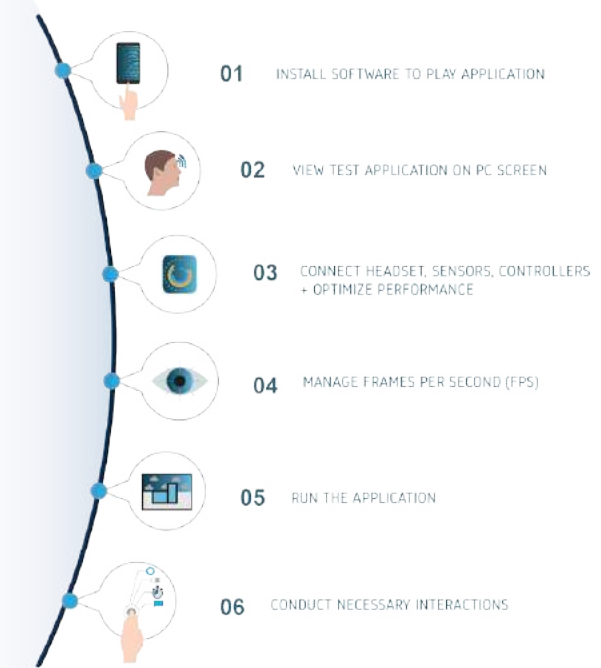 01 INSTALL SOFTWARE TO PLAY APPLICATION
02 VIEW TEST APPLICATION ON PC SCREEN
03 CONNECT HEADSET, SENSORS, CONTROLLERS
+ OPTIMIZE PERFORMANCE
04 MANAGE FRAMES PER SECOND (FPS)
05 RUN THE APPLICATION
06 CONDUCT NECESSARY INTERACTIONS